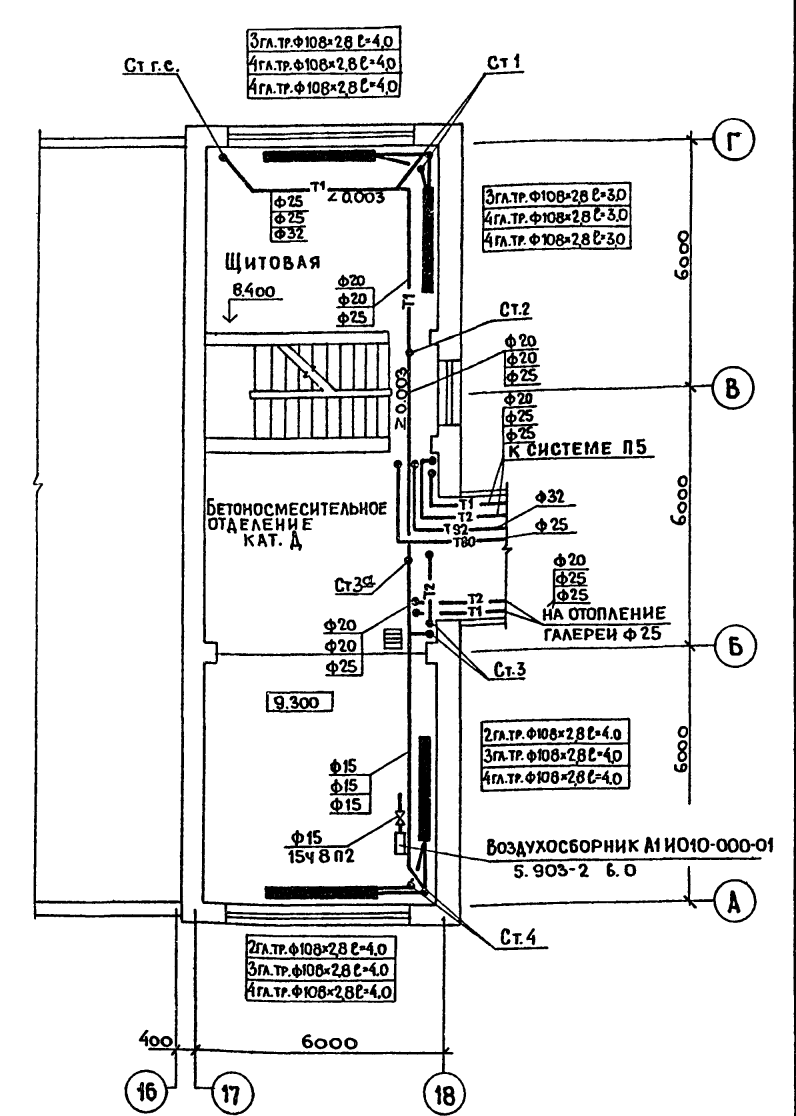 3гл.тр.ф108×2,8 ℓ=4,0
4гл.тр.ф108×2,8 ℓ=4,0
4гл.тр.ф108×2,8 ℓ=4,0
Ст г.с.
Ст 1
Г
Т1
∠0.003
ф25
ф25
ф32
3гл.тр.ф108×2,8 ℓ=3,0
4гл.тр.ф108×2,8 ℓ=3,0
4гл.тр.ф108×2,8 ℓ=3,0
6000
Щитовая
8.400
ф20
ф20
ф25
Т1
Ст.2
ф20
ф20
ф25
∠0.003
В
ф20
ф25
ф25
К системе П5
6000
Бетоносмесительное
отделение
кат. Д
Т1
Т2
Т92
Т80
ф32
ф25
Ст3а
Т2
ф20
ф25
ф25
Т2
Т1
На отопление
галереи ф 25
ф20
ф20
ф25
Б
Ст.3
9.300
2гл.тр.ф108×2,8 ℓ=4.0
3гл.тр.ф108×2,8 ℓ=4,0
4гл.тр.ф108×2,8 ℓ=4.0
6000
ф15
ф15
ф15
ф15
15ч 8 п2
Воздухосборник А1И010-000-01
5.903-2 6.0
А
Ст.4
2гл.тр.ф108×2,8 ℓ=4.0
3гл.тр.ф108×2,8 ℓ=4.0
4гл.тр.ф108×2,8 ℓ=4,0
400
6000
16
17
18